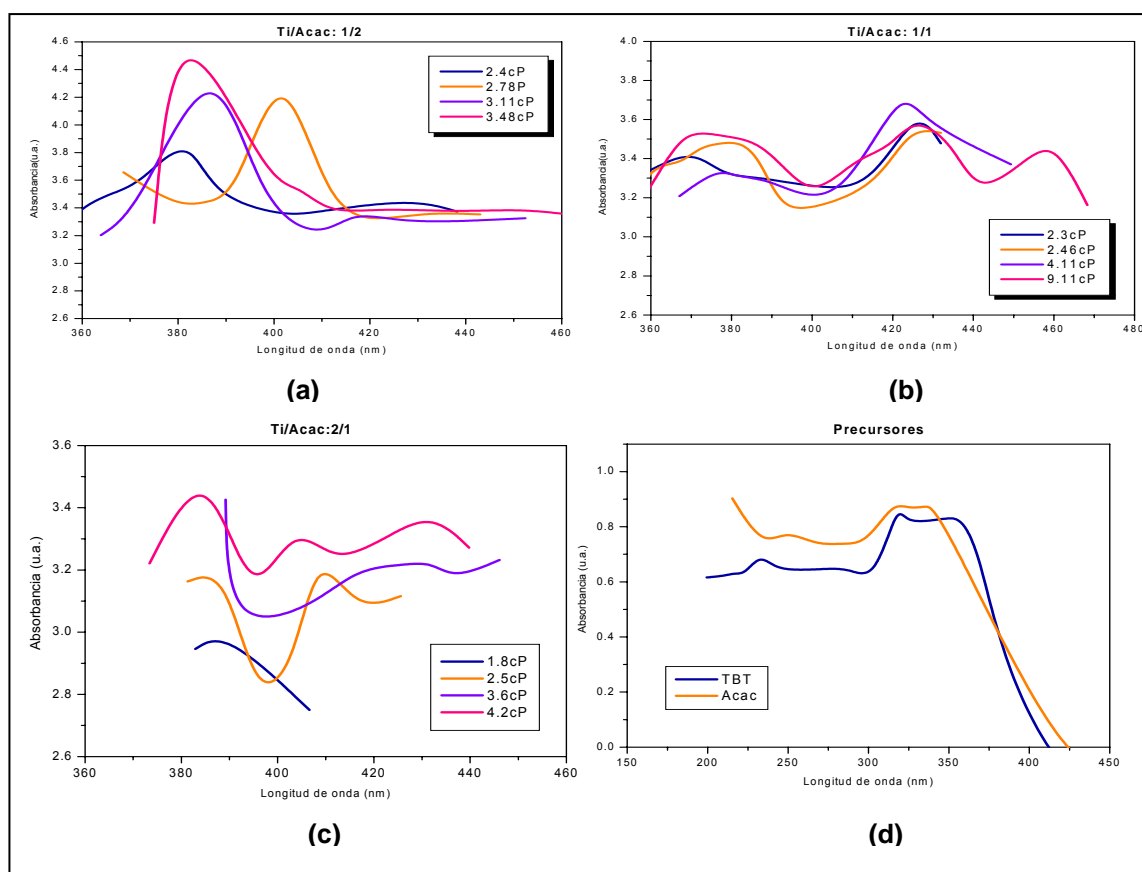 Ti/Acac: 1/2
4.6
4.4
4.2
4.0
3.8
3.6
3.4
3.2
3.0
2.8
2.6
Absorbancia(u.a.)
2.4cP
2.78P
3.11cP
3.48cP
360 380 400 420 440 460
Longitud de onda (nm)
(a)
Ti/Acac: 1/1
4.0
3.8
3.6
3.4
3.2
3.0
2.8
2.6
Absorbancia(u.a.)
2.3cP
2.46cP
4.11cP
9.11cP
360 380 400 420 440 460 480
Longitud de onda (nm)
(b)
Ti/Acac:2/1
3.6
3.4
3.2
3.0
2.8
2.6
Absorbancia (u.a.)
1.8cP
2.5cP
3.6cP
4.2cP
360 380 400 420 440 460
Longitud de onda (nm)
(c)
Precursores
1.0
0.8
0.6
0.4
0.2
0.0
Absorbancia (u.a.)
TBT
Acac
150 200 250 300 350 400 450
Longitud de onda (nm)
(d)